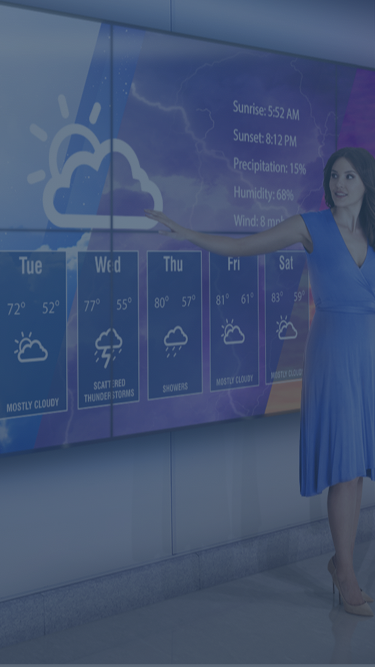 Sunrise: 5:52 AM
Sunset: 8:12 PM
Precipitation: 15%
Humidity: 68%
Wind: 8
Tue
72° 52°
MOSTLY CLOUDY
Wed
77° 55°
SCATTERED
THUNDERSTORMS
Thu
80° 57°
SHOWERS
Fri
81° 61°
MOSTLY CLOUDY
Sat
83° 59°
MOSTLY CLOUDY